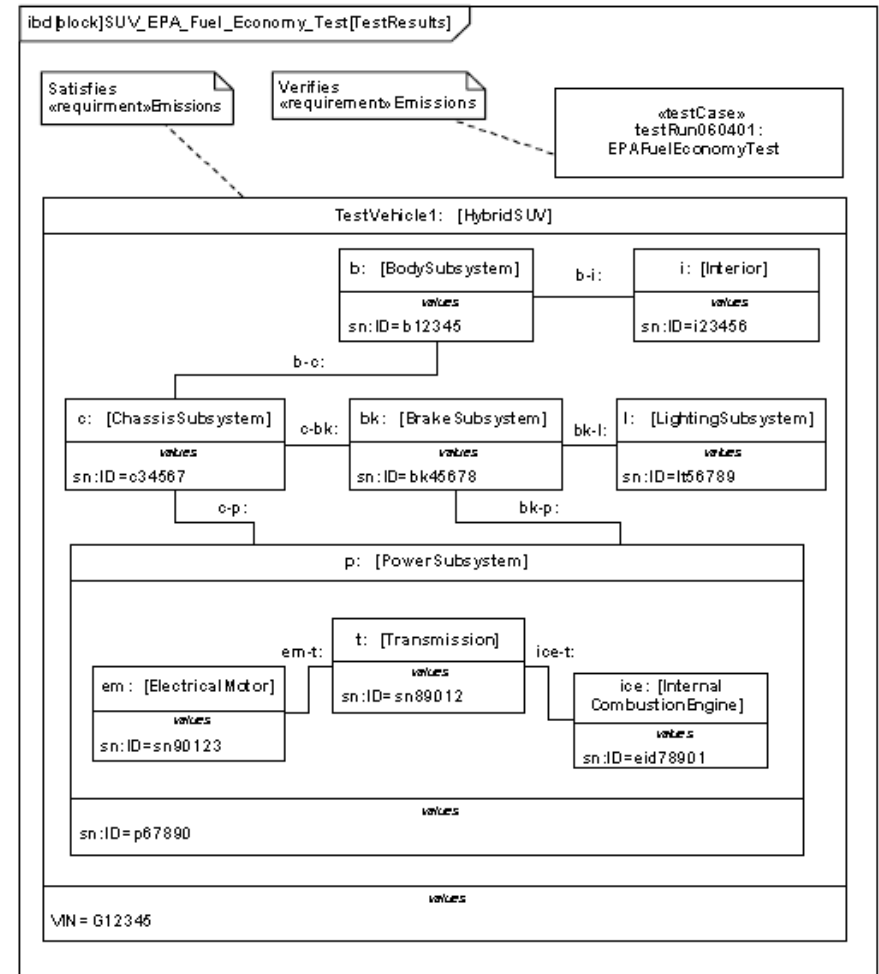 ibd[block]SUV_EPA_Fuel_Economy_Test[TestResults]
Satisfies
«requirment»Emissions
Verifies
«requirement» Emissions
«testCase»
testRun060401:
EPAFuelEconomyTest
TestVehicle1: [HybridSUV]
b: [BodySubsystem]
values
sn:ID=b12345
b-i:
i: [Interior]
values
sn:ID=i23456
b-c:
c: [ChassisSubsystem]
values
sn:ID=c34567
c-bk:
bk: [BrakeSubsystem]
values
sn:ID=bk45678
bk-l:
l: [LightingSubsystem]
values
sn:ID=lt56789
c-p:
bk-p:
p: [PowerSubsystem]
em-t:
t: [Transmission]
values
sn:ID=sn89012
ice-t:
em: [ElectricalMotor]
values
sn:ID=sn90123
ice: [Internal
CombustionEngine]
values
sn:ID=eid78901
values
sn:ID=p67890
values
VIN = G12345